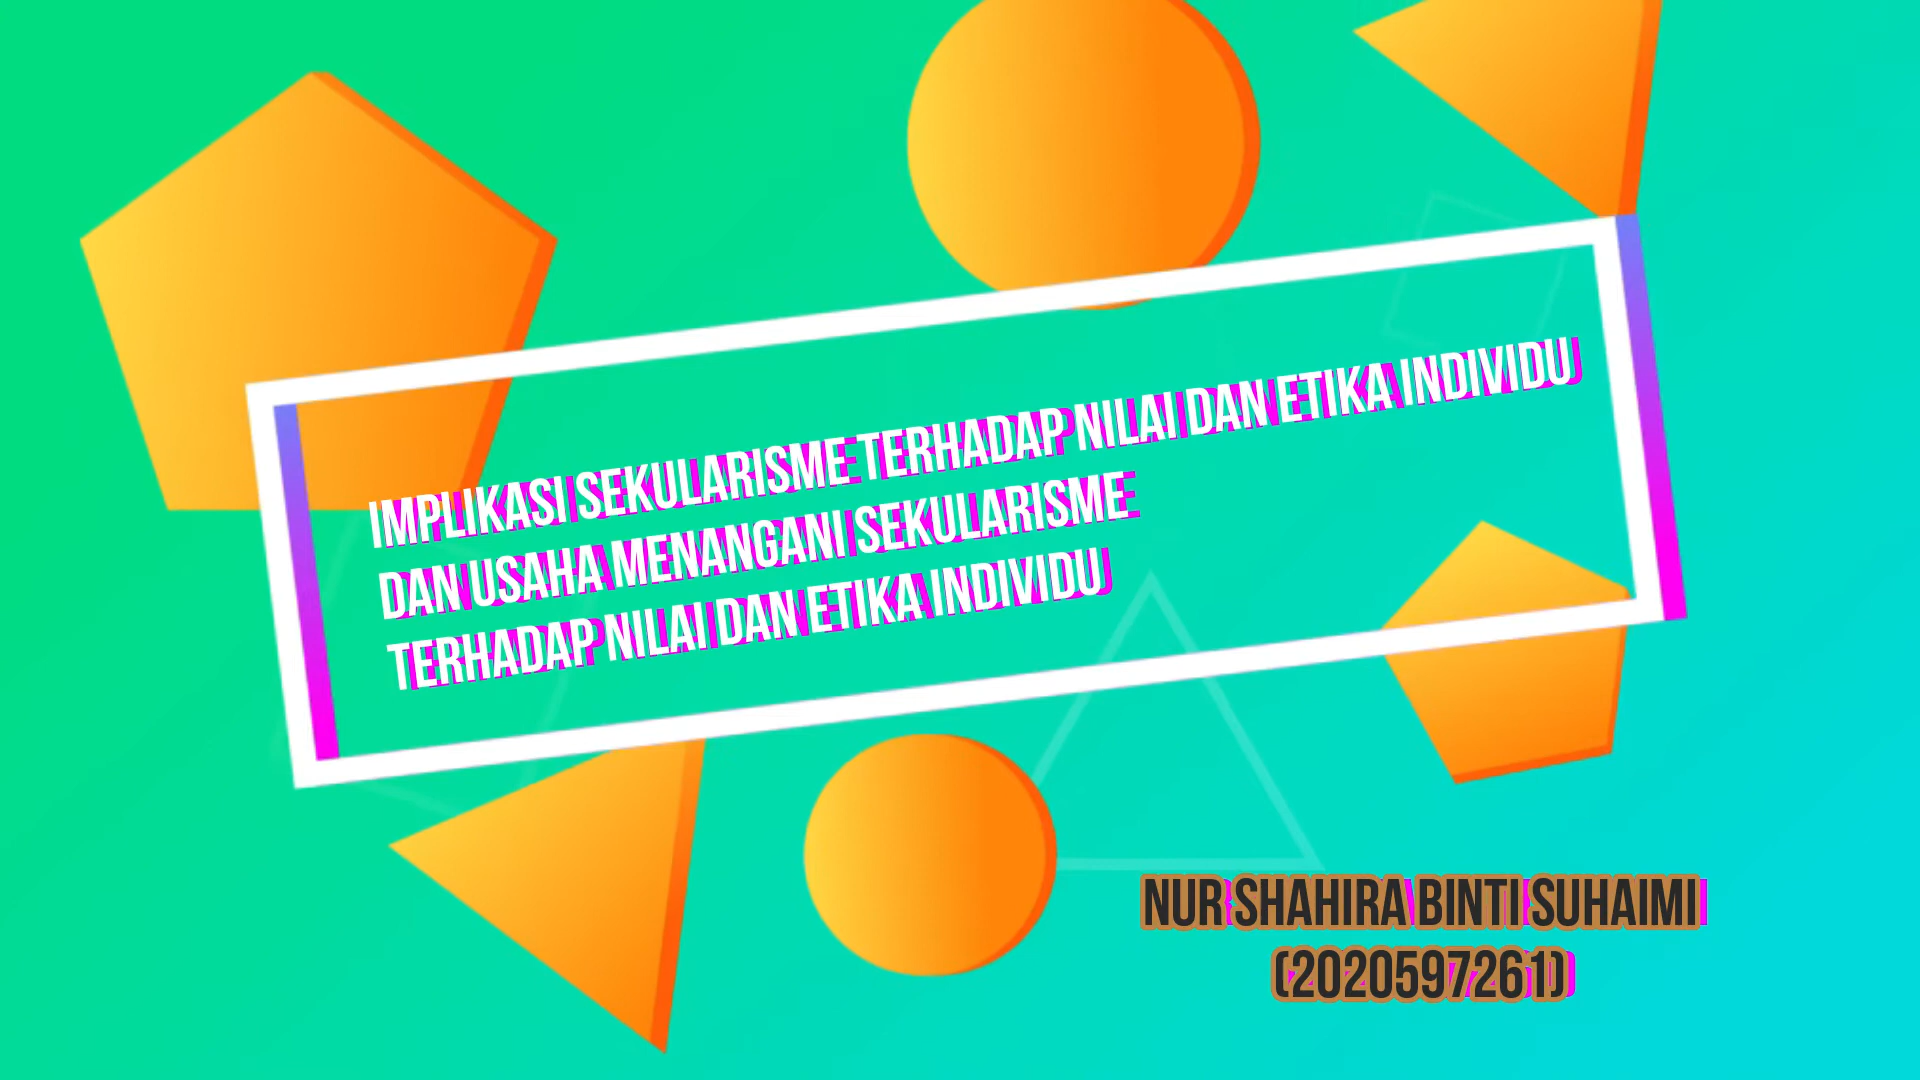 IMPLIKASI SEKULARISME TERHADAP NILAI DAN ETIKA INDIVIDU
DAN USAHA MENANGANI SEKULARISME
TERHADAP NILAI DAN ETIKA INDIVIDU
NUR SHAHIRA BINTI SUHAIMI
(2020597261)